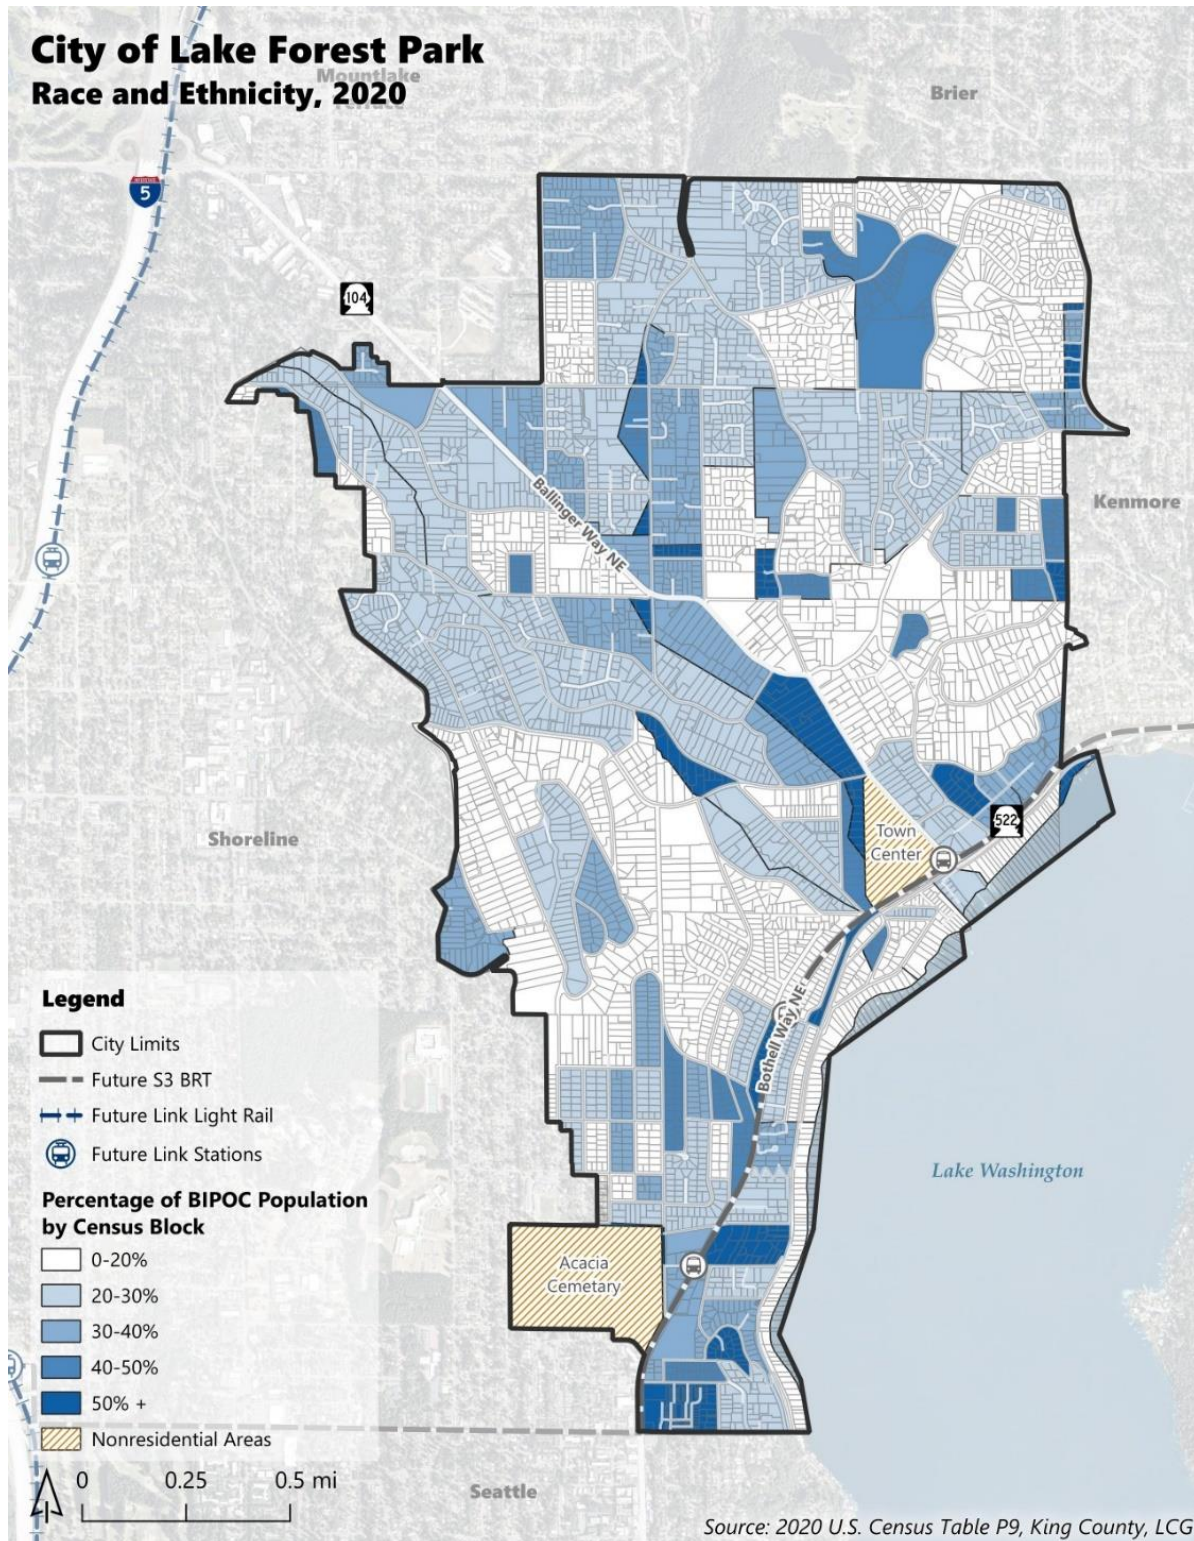 City of Lake Forest Park
Race and Ethnicity, 2020
Mountlake
Terrace
Brier
5
104
Ballinger Way NE
Kenmore
Shoreline
Town
Center
522
Bothell Way NE
Lake Washington
Acacia
Cemetary
Seattle
Legend
City Limits
Future S3 BRT
Future Link Light Rail
Future Link Stations
Percentage of BIPOC Population
by Census Block
0-20%
20-30%
30-40%
40-50%
50% +
Nonresidential Areas
0 0.25 0.5 mi
Source: 2020 U.S. Census Table P9, King County, LCG